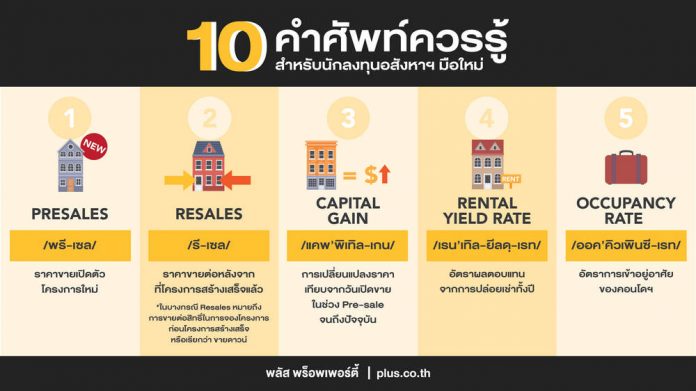 10 คำศัพท์ควรรู้
สำหรับนักลงทุนอสังหาฯ มือใหม่
1
NEW
PRESALES
/พรี-เซล/
ราคาขายเปิดตัว
โครงการใหม่
2
RESALES
/รี-เซล/
ราคาขายต่อหลังจาก
ที่โครงการสร้างเสร็จแล้ว
*ในบางกรณี Resales หมายถึง
การขายต่อสิทธิ์ในการจองโครงการ
ก่อนโครงการสร้างเสร็จ
หรือเรียกว่า ขายดาวน์
3
= $
CAPITAL
GAIN
/แคพ'พิเทิล-เกน/
การเปลี่ยนแปลงราคา
เทียบจากวันเปิดขาย
ในช่วง Pre-sale
จนถึงปัจจุบัน
4
RENT
RENTAL
YIELD RATE
/เรน'เทิล-ยีลดฺ-เรท/
อัตราผลตอบแทน
จากการปล่อยเช่าทั้งปี
5
OCCUPANCY
RATE
/ออค'คิวเพินซี-เรท/
อัตราการเข้าอยู่อาศัย
ของคอนโดฯ
พลัส พร็อพเพอร์ตี้ | plus.co.th